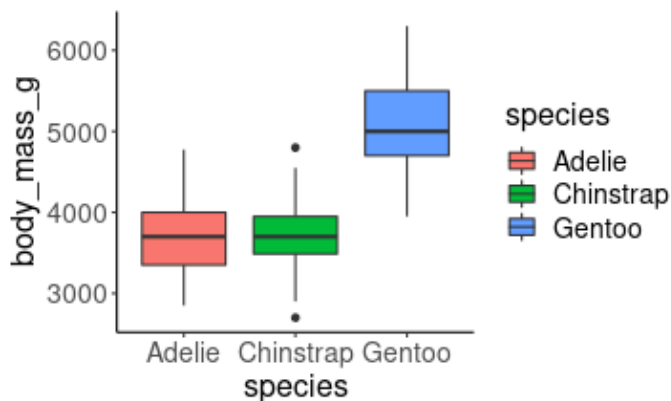 body_mass_g
6000
5000
4000
3000
Adelie Chinstrap Gentoo
species
species
Adelie
Chinstrap
Gentoo